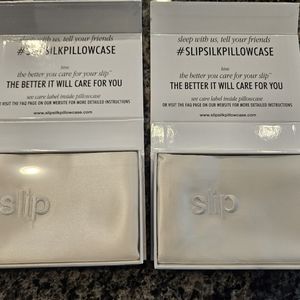 sleep with us, tell your friends
#SLIPSILKPILLOWCASE
the better you care for your slip™
THE BETTER IT WILL CARE FOR YOU
see care label inside pillowcase
OR VISIT THE FAQ PAGE ON OUR WEBSITE FOR MORE DETAILED INSTRUCTIONS
www.slipsilkpillowcase.com
slip
sleep with us, tell your friends
#SLIPSILKPILLOWCASE
the better you care for your slip™
THE BETTER IT WILL CARE FOR YOU
see care label inside pillowcase
OR VISIT THE FAQ PAGE ON OUR WEBSITE FOR MORE DETAILED INSTRUCTIONS
www.slipsilkpillowcase.com
slip